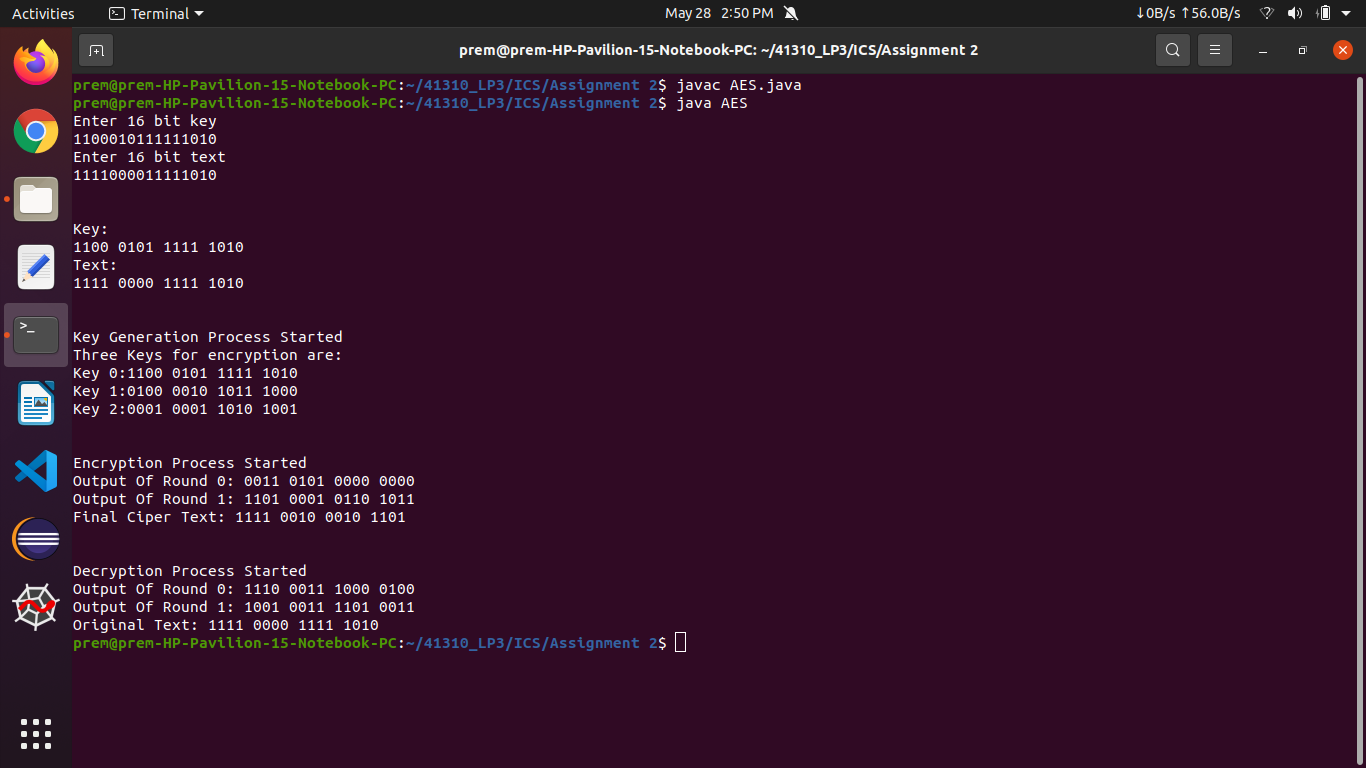 Activities Terminal May 28 2:50 PM ↓0B/s ↑56.0B/s
prem@prem-HP-Pavilion-15-Notebook-PC: ~/41310_LP3/ICS/Assignment 2
prem@prem-HP-Pavilion-15-Notebook-PC:~/41310_LP3/ICS/Assignment 2$ javac AES.java
prem@prem-HP-Pavilion-15-Notebook-PC:~/41310_LP3/ICS/Assignment 2$ java AES
Enter 16 bit key
1100010111111010
Enter 16 bit text
1111000011111010
Key:
1100 0101 1111 1010
Text:
1111 0000 1111 1010
Key Generation Process Started
Three Keys for encryption are:
Key 0:1100 0101 1111 1010
Key 1:0100 0010 1011 1000
Key 2:0001 0001 1010 1001
Encryption Process Started
Output Of Round 0: 0011 0101 0000 0000
Output Of Round 1: 1101 0001 0110 1011
Final Ciper Text: 1111 0010 0010 1101
Decryption Process Started
Output Of Round 0: 1110 0011 1000 0100
Output Of Round 1: 1001 0011 1101 0011
Original Text: 1111 0000 1111 1010
prem@prem-HP-Pavilion-15-Notebook-PC:~/41310_LP3/ICS/Assignment 2$